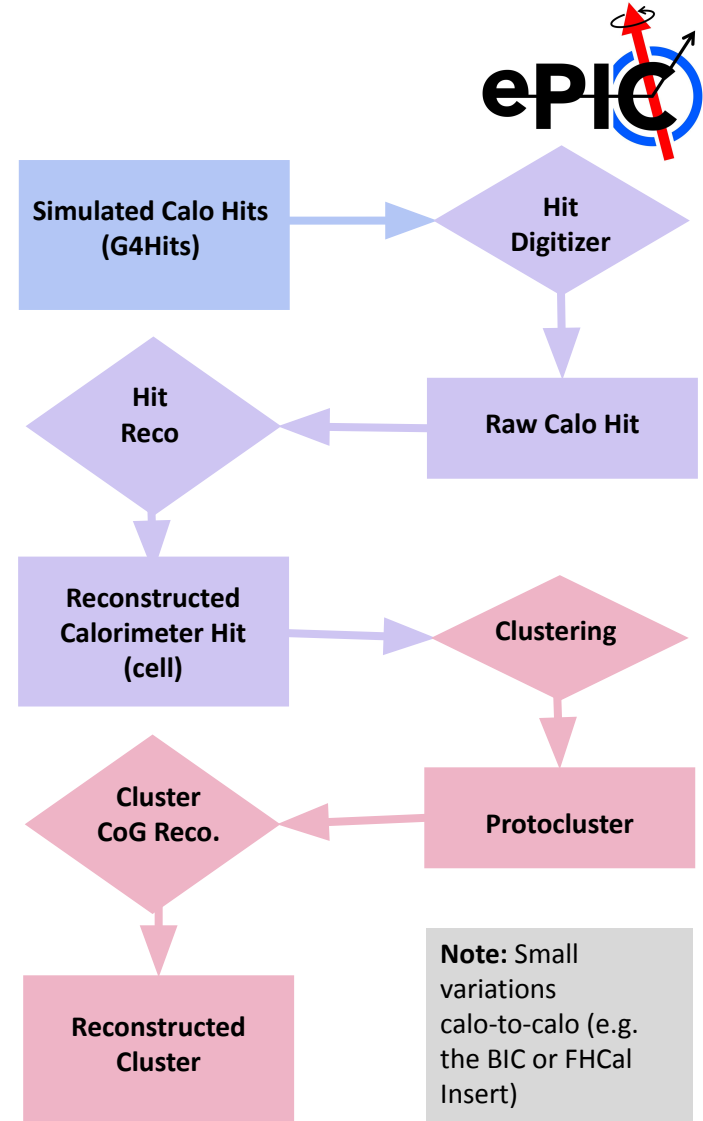 ePIC
Simulated Calo Hits
(G4Hits)
Hit
Digitizer
Raw Calo Hit
Hit
Reco
Reconstructed
Calorimeter Hit
(cell)
Clustering
Protocluster
Cluster
CoG Reco.
Reconstructed
Cluster
Note: Small
variations
calo-to-calo (e.g.
the BIC or FHCal
Insert)